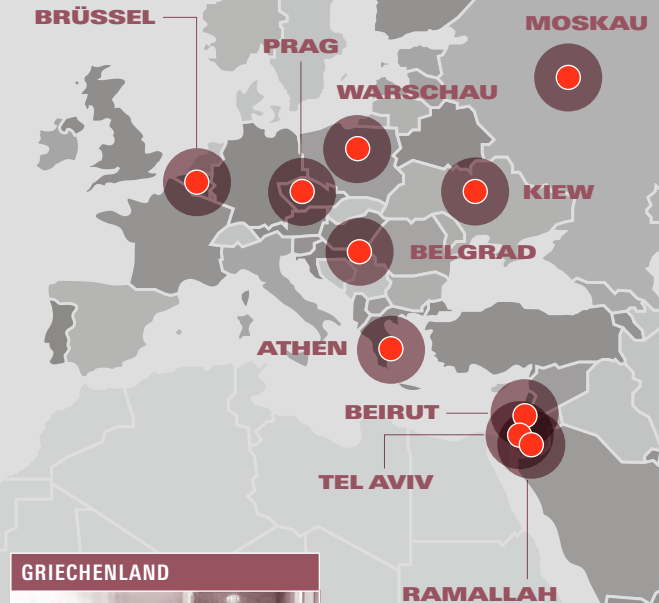 BRÜSSEL
MOSKAU
PRAG
WARSCHAU
KIEW
BELGRAD
ATHEN
BEIRUT
TEL AVIV
GRIECHENLAND
RAMALLAH